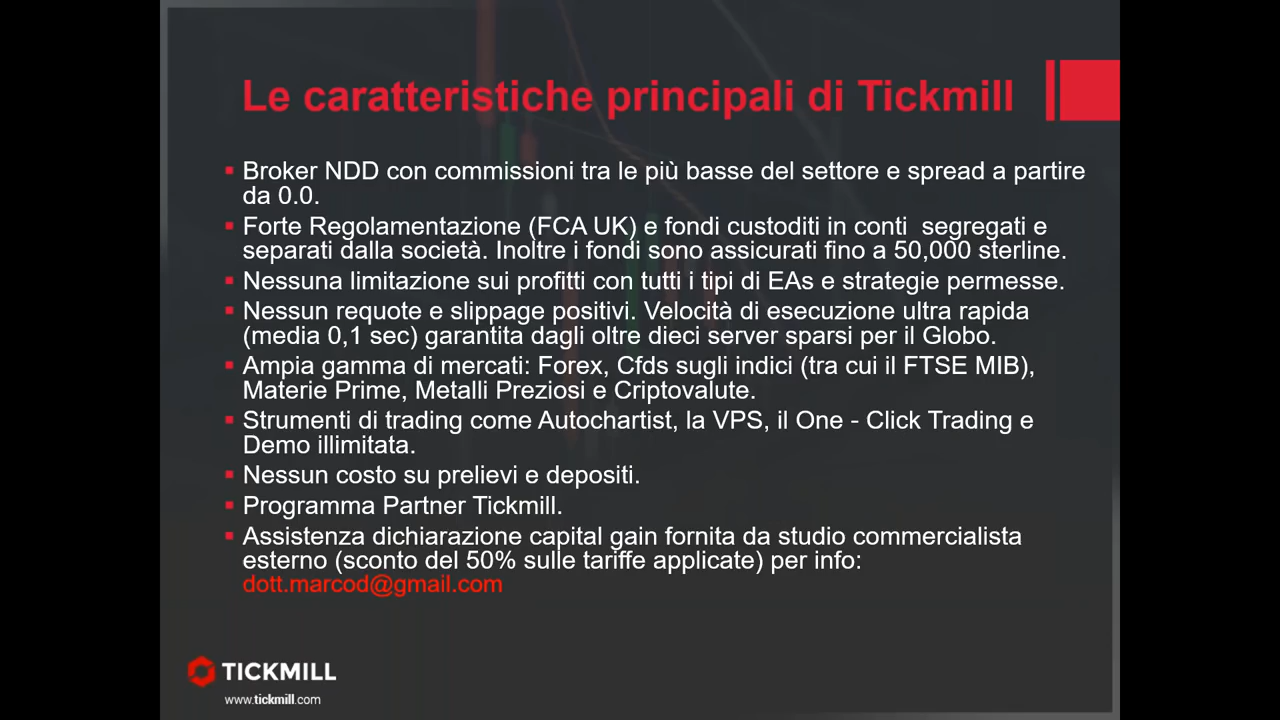 Le caratteristiche principali di Tickmill
Broker NDD con commissioni tra le più basse del settore e spread a partire
da 0.0.
Forte Regolamentazione (FCA UK) e fondi custoditi in conti segregati e
separati dalla società. Inoltre i fondi sono assicurati fino a 50,000 sterline.
Nessuna limitazione sui profitti con tutti i tipi di EAs e strategie permesse.
Nessun requote e slippage positivi. Velocità di esecuzione ultra rapida
(media 0,1 sec) garantita dagli oltre dieci server sparsi per il Globo.
Ampia gamma di mercati: Forex, Cfds sugli indici (tra cui il FTSE MIB),
Materie Prime, Metalli Preziosi e Criptovalute.
Strumenti di trading come Autochartist, la VPS, il One - Click Trading e
Demo illimitata.
Nessun costo su prelievi e depositi.
Programma Partner Tickmill.
Assistenza dichiarazione capital gain fornita da studio commercialista
esterno (sconto del 50% sulle tariffe applicate) per info:
dott.marcod@gmail.com
TICKMILL
www.tickmill.com